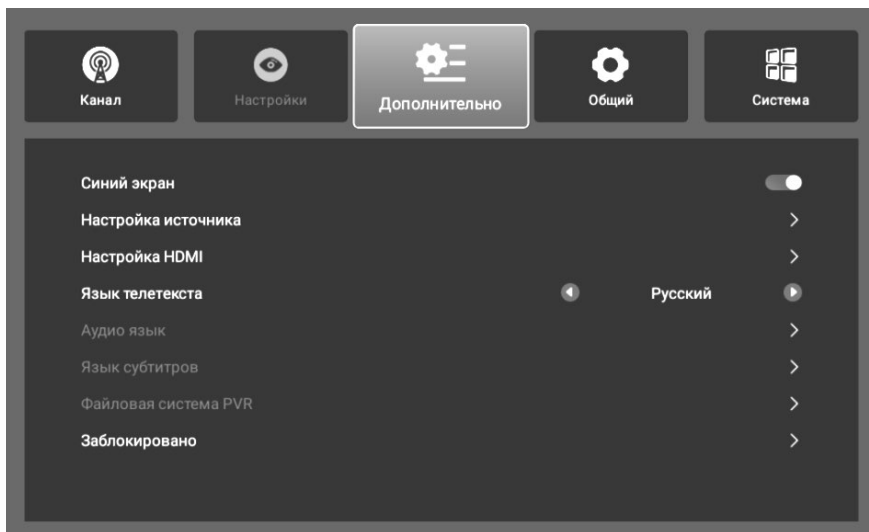 Канал
Настройки
Дополнительно
Общий
Система
Синий экран
Настройка источника
Настройка HDMI
Язык телетекста Русский
Аудио язык
Язык субтитров
Файловая система PVR
Заблокировано